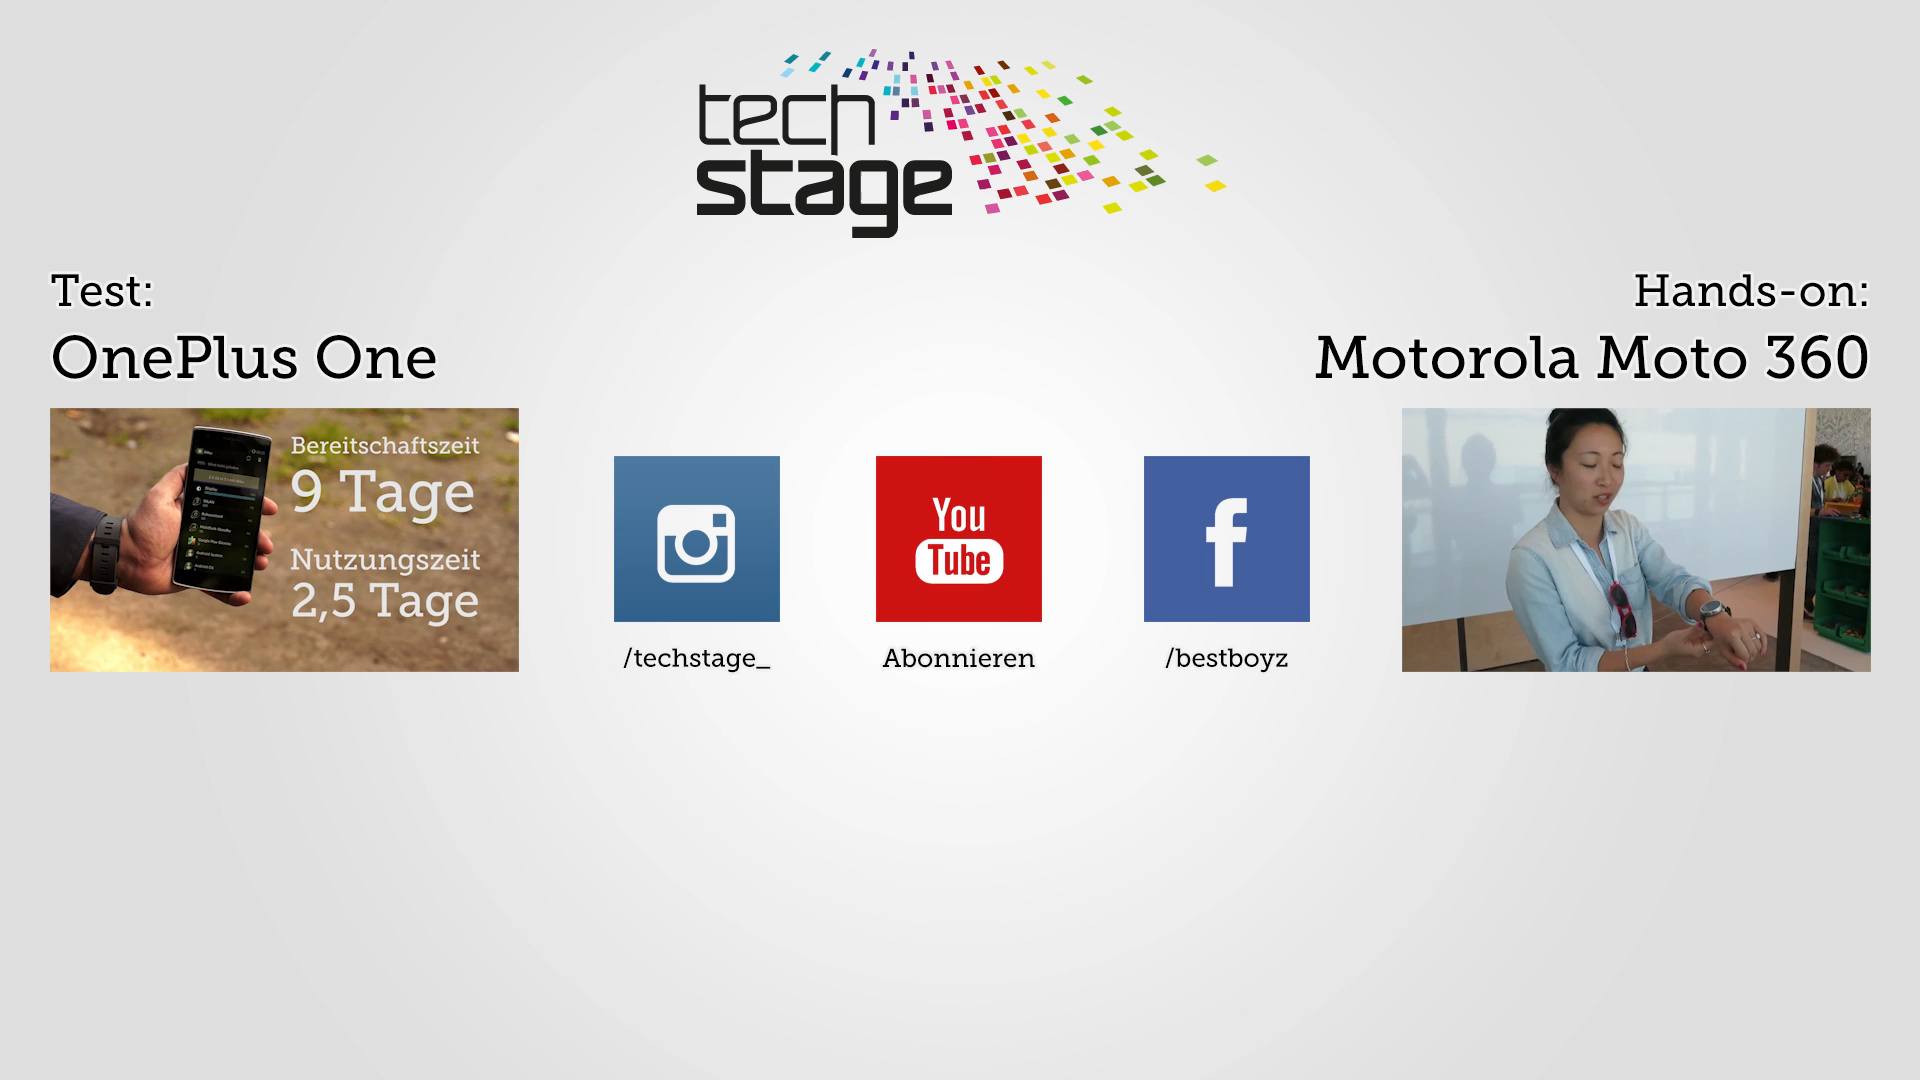 tech
stage
Test:
OnePlus One
Hands-on:
Motorola Moto 360
Bereitschaftszeit
9 Tage
Nutzungszeit
2,5 Tage
You
Tube
f
/techstage_
Abonnieren
/bestboyz